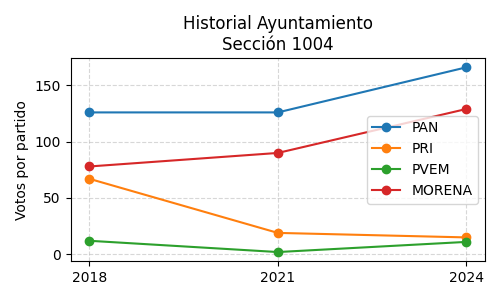 Historial Ayuntamiento
Sección 1004
Votos por partido
150
100
50
0
PAN
PRI
PVEM
MORENA
2018
2021
2024